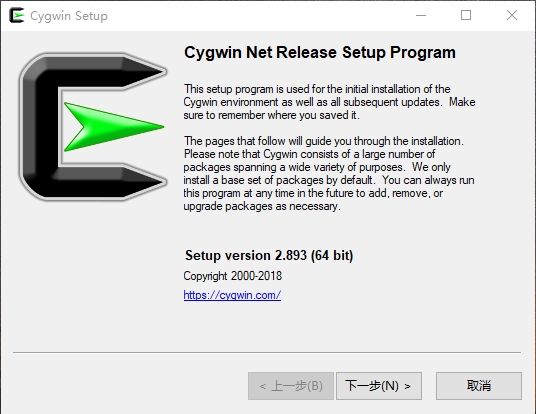 Cygwin Setup
Cygwin Net Release Setup Program
This setup program is used for the initial installation of the
Cygwin environment as well as all subsequent updates.  Make
sure to remember where you saved it.
The pages that follow will guide you through the installation.
Please note that Cygwin consists of a large number of
packages spanning a wide variety of purposes.  We only
install a base set of packages by default.  You can always run
this program at any time in the future to add, remove, or
upgrade packages as necessary.
Setup version 2.893 (64 bit)
Copyright 2000-2018
https://cygwin.com/
< 上一步(B)
下一步(N) >
取消